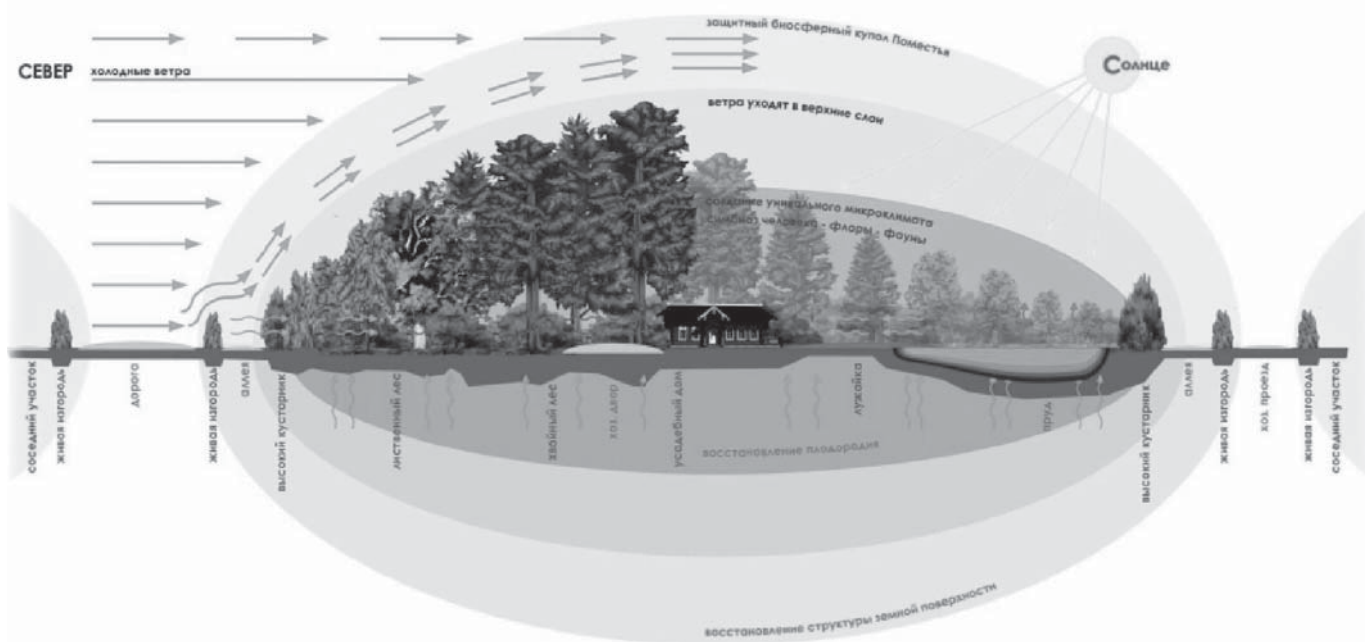 защитный биосферный купол Поместья
СЕВЕР
холодные ветра
Солнце
ветра уходят в верхние слои
создание уникального микроклимата
симбиоз человека - флоры - фауны
соседний участок
живая изгородь
дорога
живая изгородь
аллея
высокий кустарник
лиственный лес
хвойный лес
хоз. двор
усадебный дом
лужайка
пруд
высокий кустарник
аллея
живая изгородь
хоз. проезд
живая изгородь
соседний участок
восстановление плодородия
восстановление структуры земной поверхности